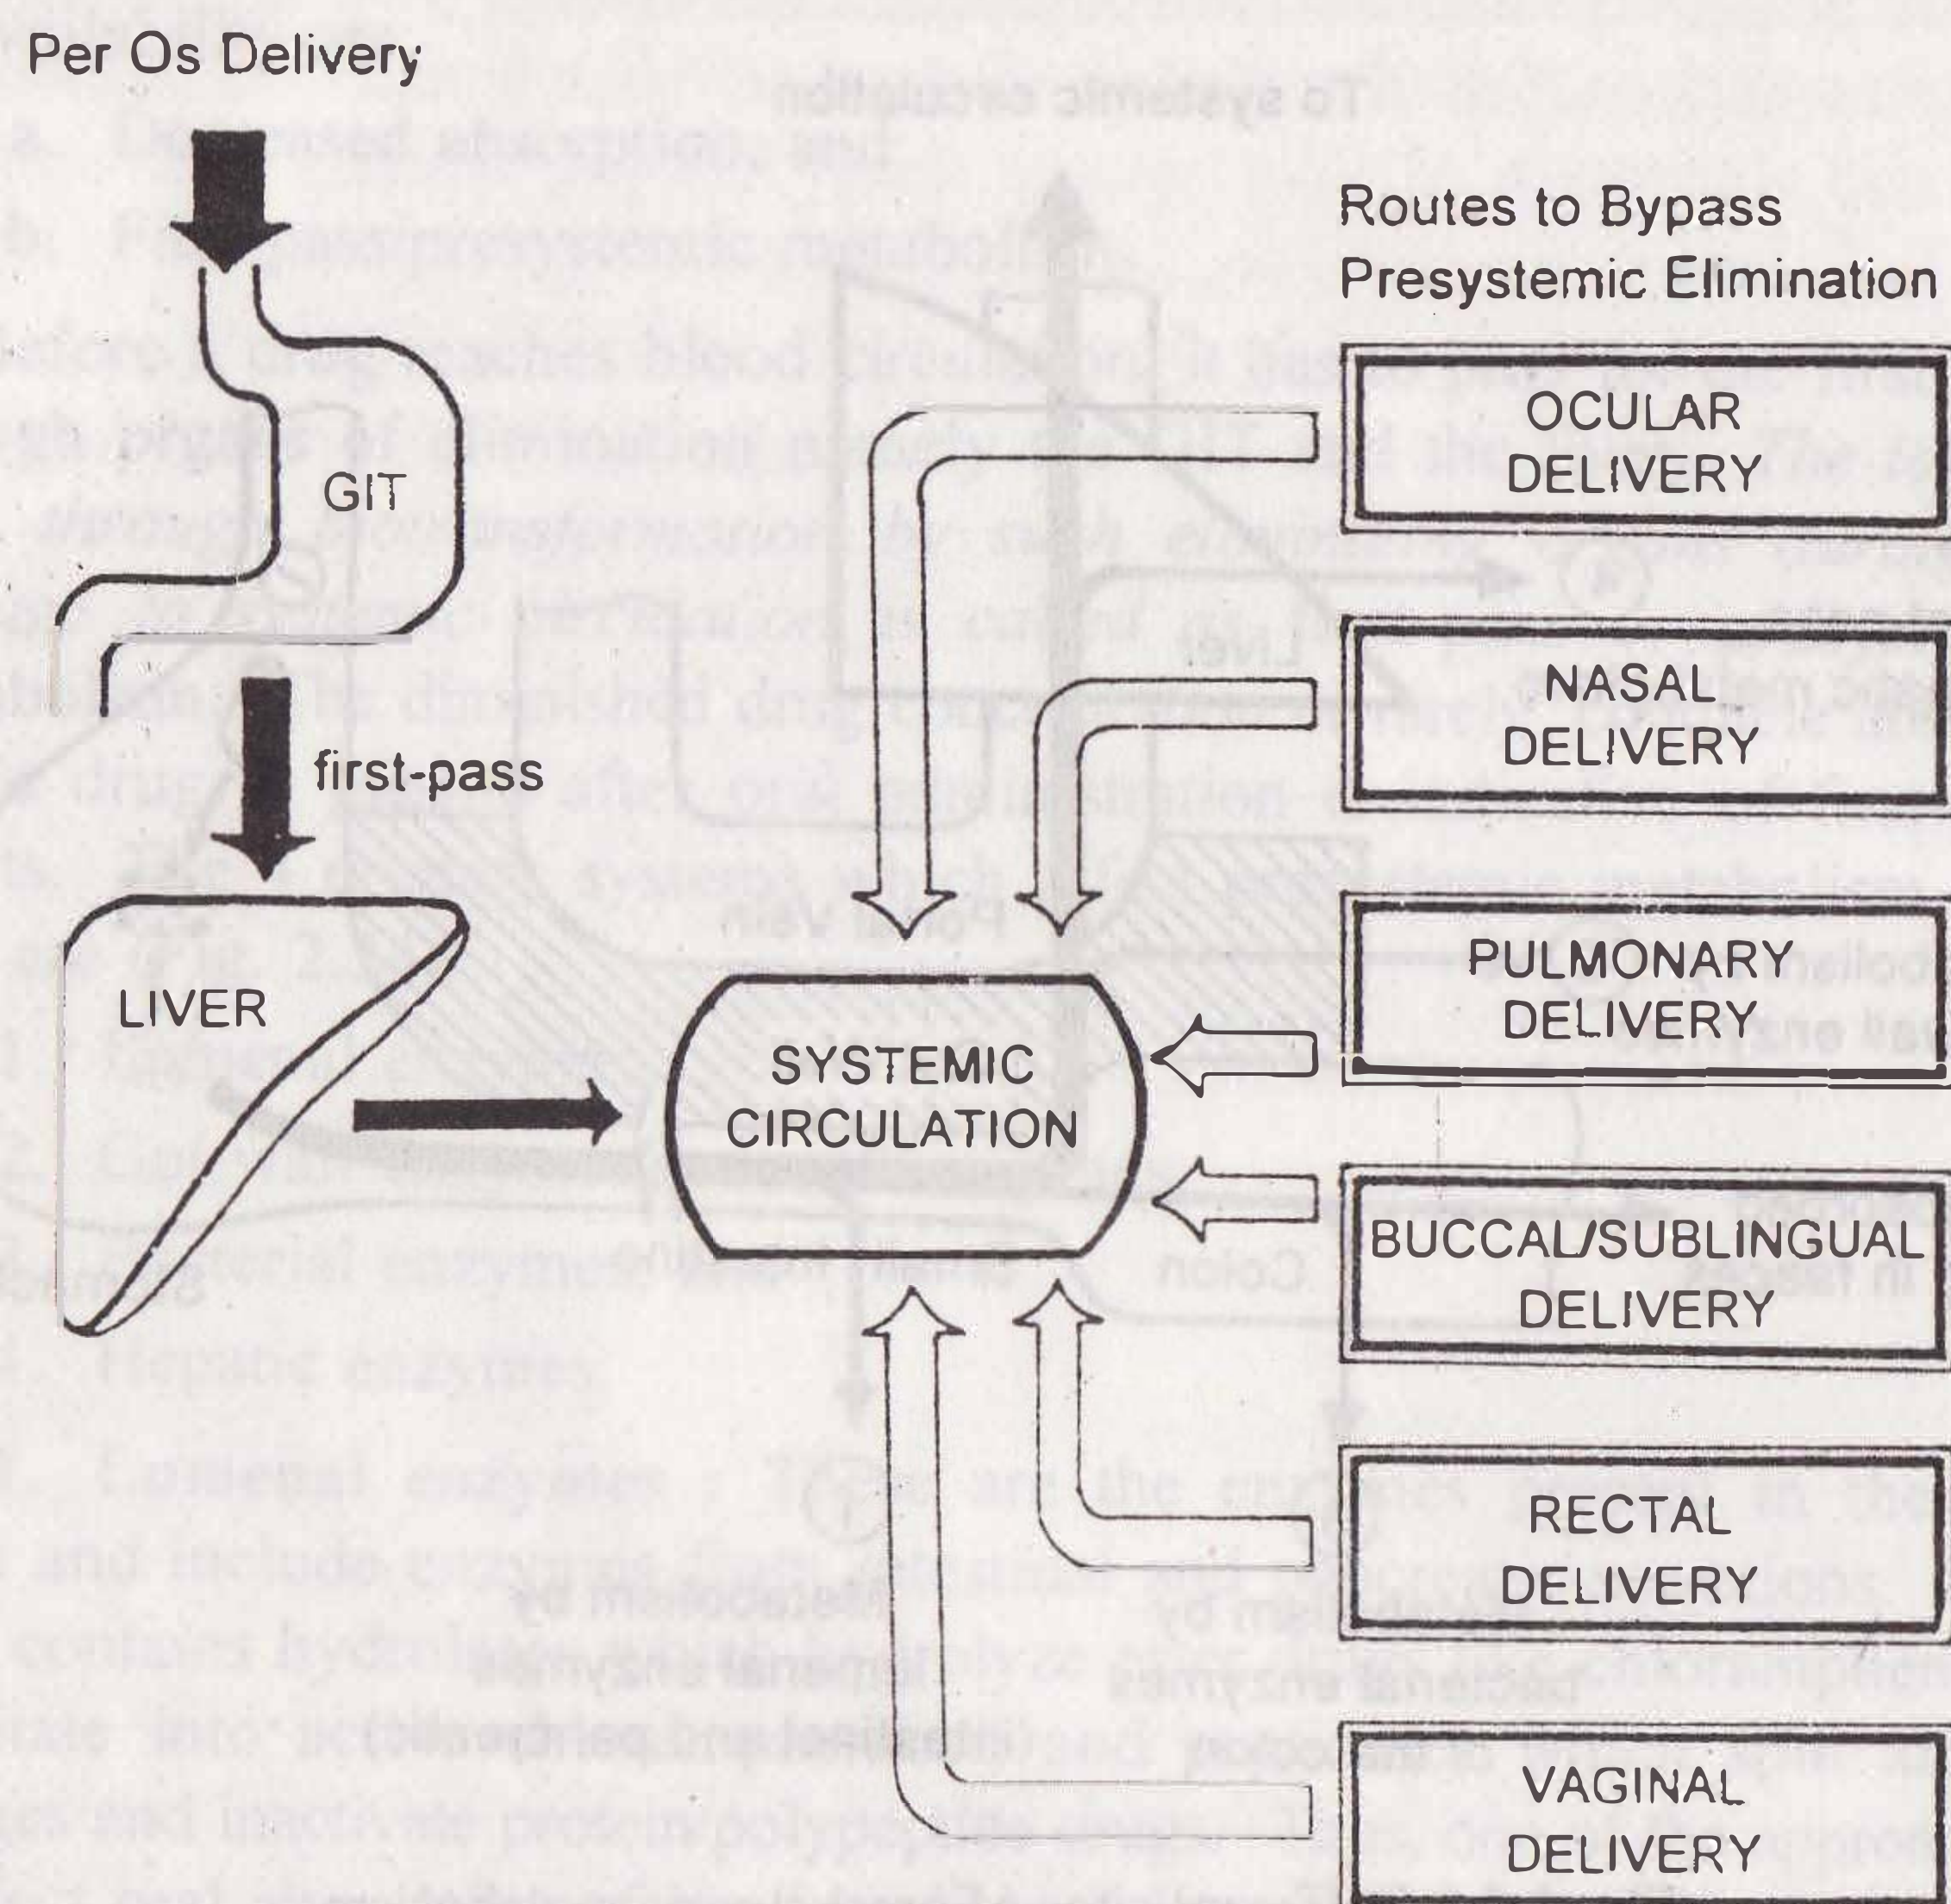 Per Os Delivery
GIT
first-pass
LIVER
SYSTEMIC
CIRCULATION
Routes to Bypass
Presystemic Elimination
OCULAR
DELIVERY
NASAL
DELIVERY
PULMONARY
DELIVERY
BUCCAL/SUBLINGUAL
DELIVERY
RECTAL
DELIVERY
VAGINAL
DELIVERY